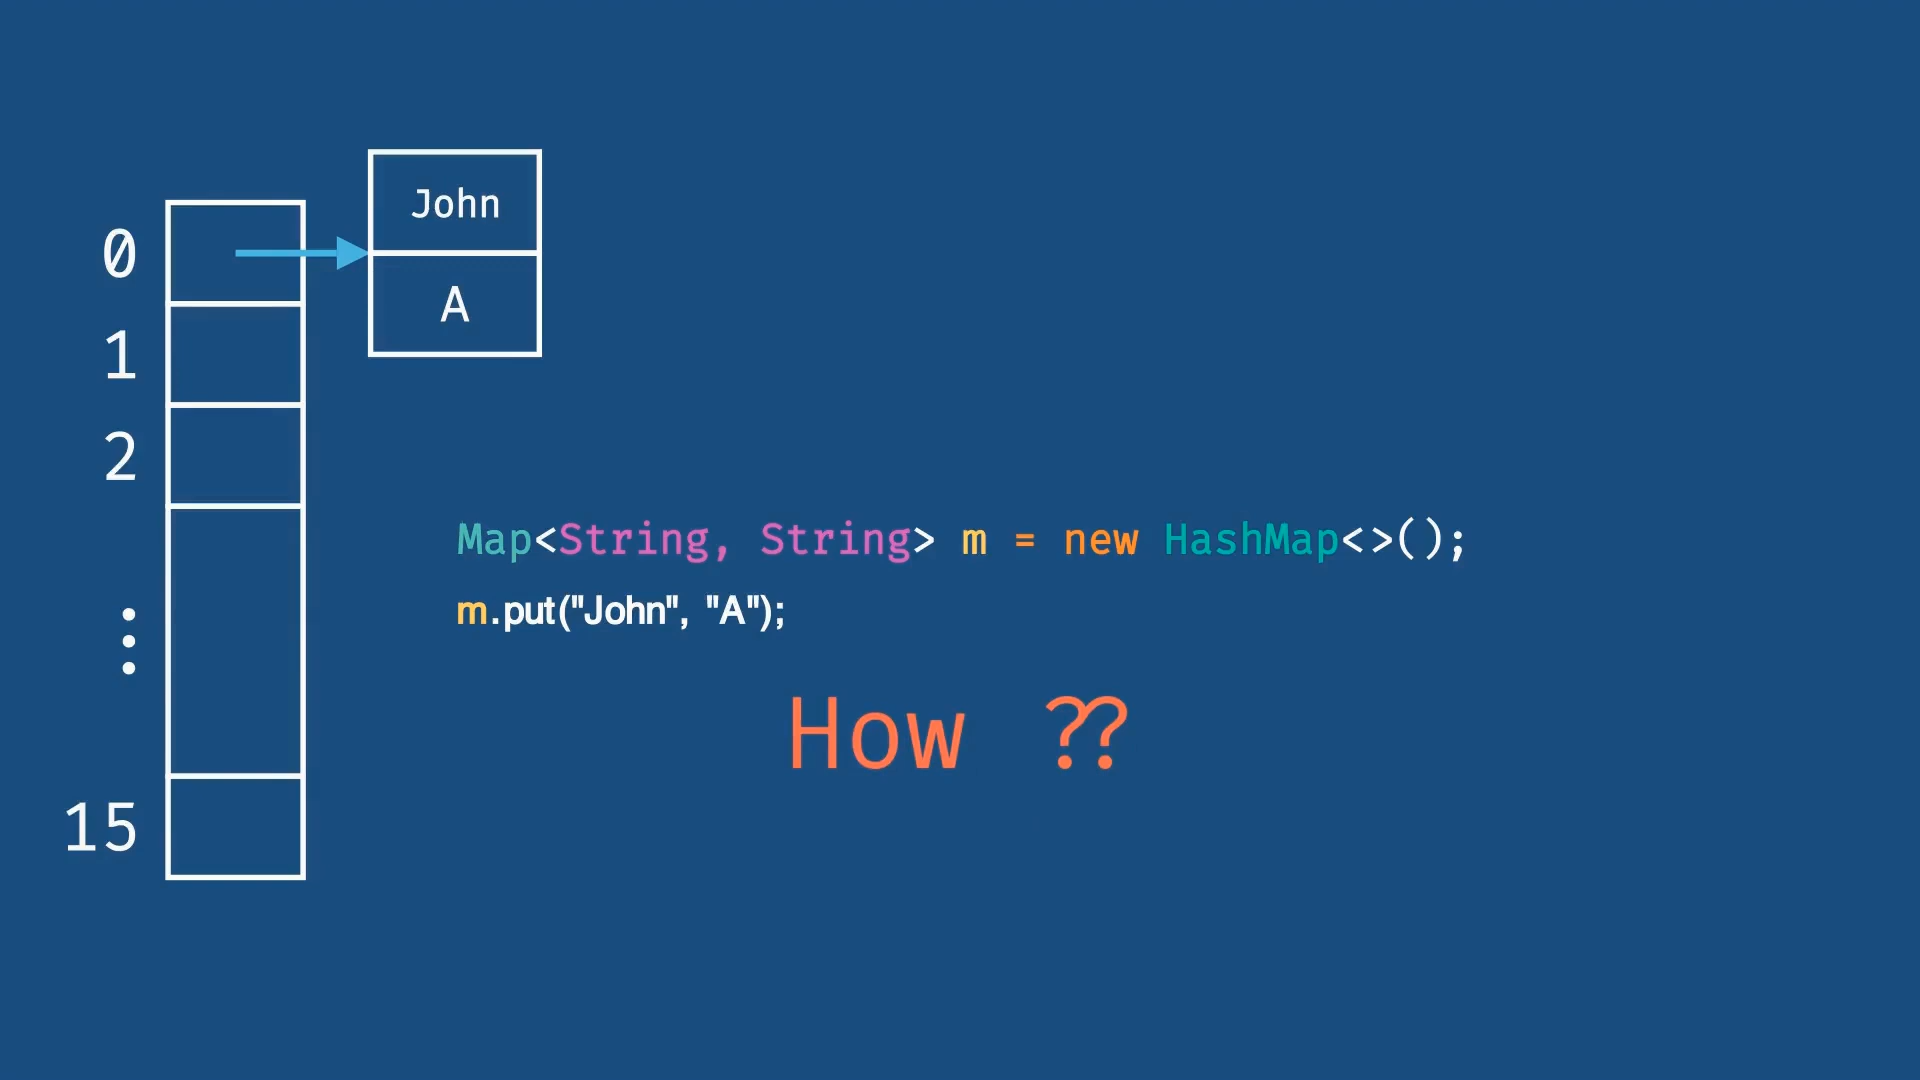 John
0
A
1
2
Map<String, String> m = new HashMap<>();
m.put("John", "A");
How ??
15